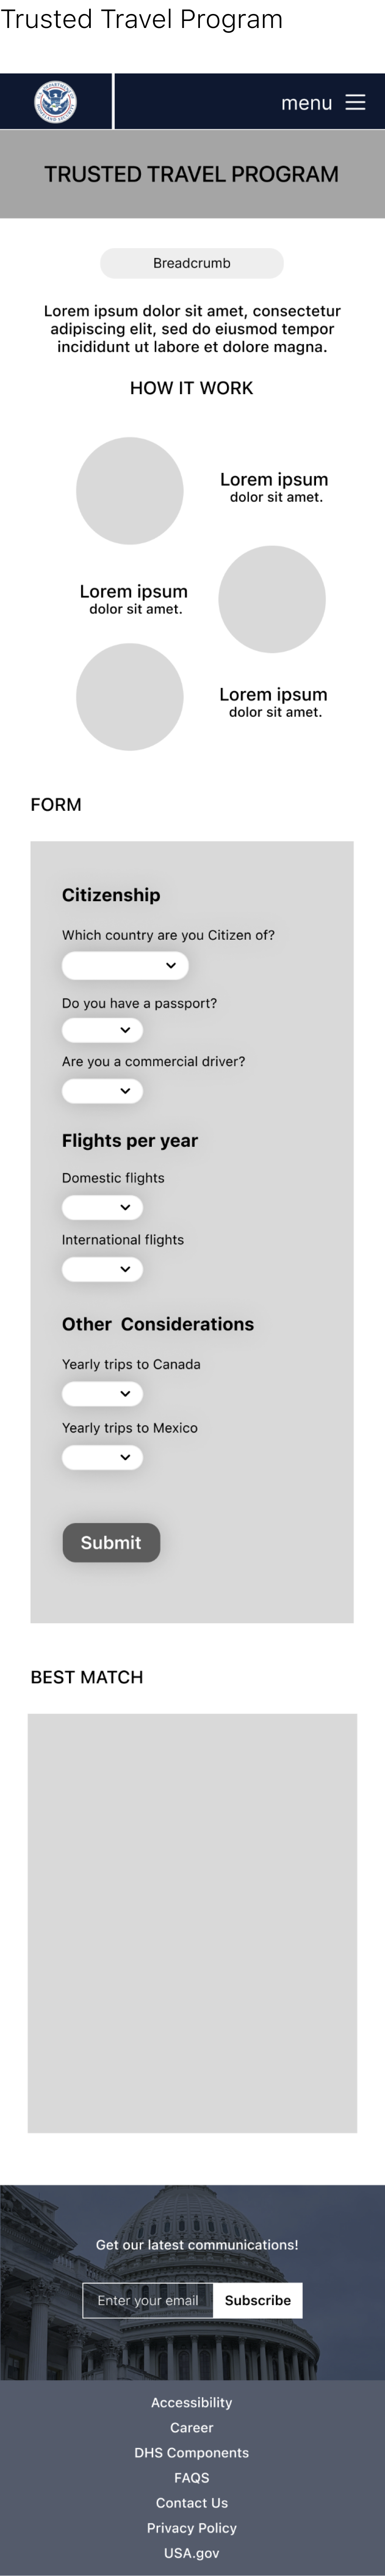 Trusted Travel Program
menu
TRUSTED TRAVEL PROGRAM
Breadcrumb
Lorem ipsum dolor sit amet, consectetur
adipiscing elit, sed do eiusmod tempor
incididunt ut labore et dolore magna.
HOW IT WORK
Lorem ipsum
dolor sit amet.
Lorem ipsum
dolor sit amet.
Lorem ipsum
dolor sit amet.
FORM
Citizenship
Which country are you Citizen of?
Do you have a passport?
Are you a commercial driver?
Flights per year
Domestic flights
International flights
Other Considerations
Yearly trips to Canada
Yearly trips to Mexico
Submit
BEST MATCH
Get our latest communications!
Enter your email
Subscribe
Accessibility
Career
DHS Components
FAQS
Contact Us
Privacy Policy
USA.gov